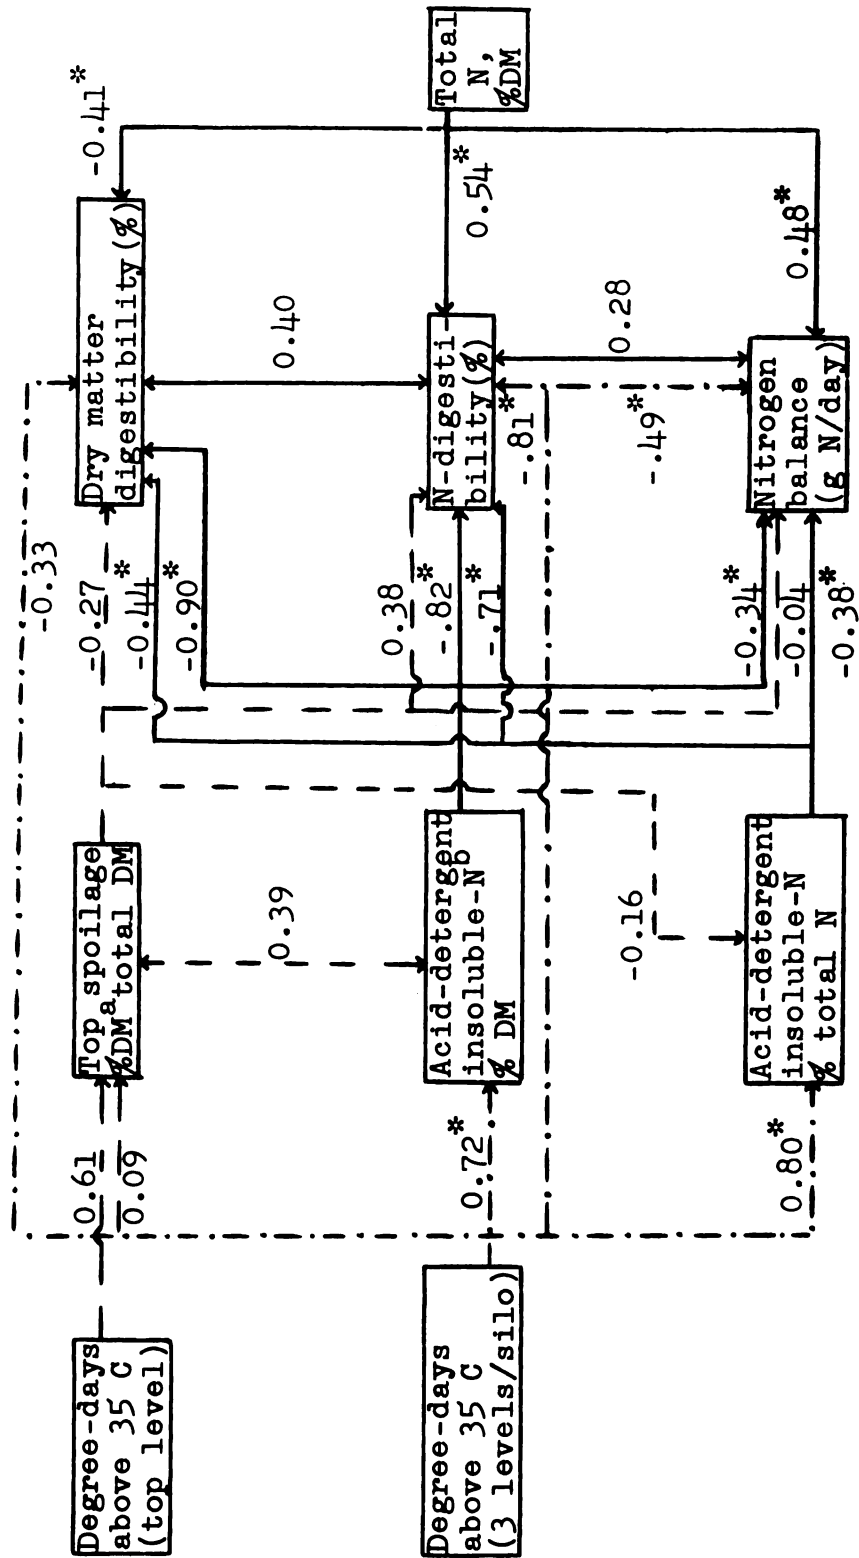 Degree-days
above 35 C
(top level)
0.61
0.09
Top spoilage
%DMᵃtotal DM
-0.33
-0.27
-0.44*
-0.90*
Dry matter
digestibility(%)
-0.41*
0.39
0.40
Degree-days
above 35 C
(3 levels/silo)
0.72*
Acid-detergent
insoluble-Nᵇ
% DM
0.38
-.82*
-.71*
N-digesti-
bility(%)
-.81*
0.54*
Total
N,
%DM
-0.16
0.28
-.49*
0.80*
Acid-detergent
insoluble-N
% total N
-0.34*
-0.04
-0.38*
Nitrogen
balance
(g N/day)
0.48*